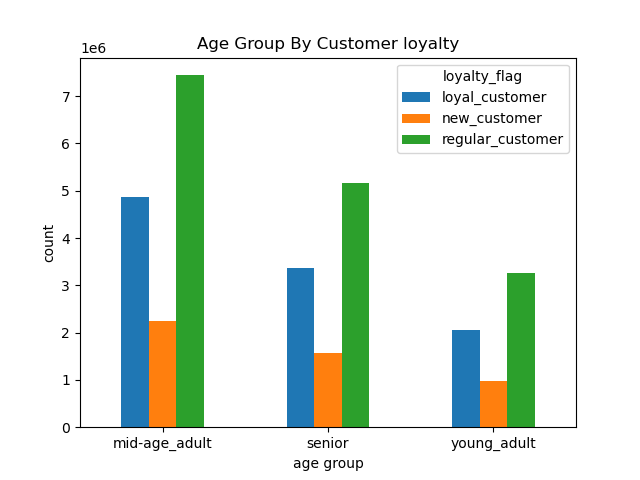 Age Group By Customer loyalty
1e6
loyalty_flag
loyal_customer
new_customer
regular_customer
7
6
5
4
3
2
1
0
count
mid-age_adult
senior
young_adult
age group